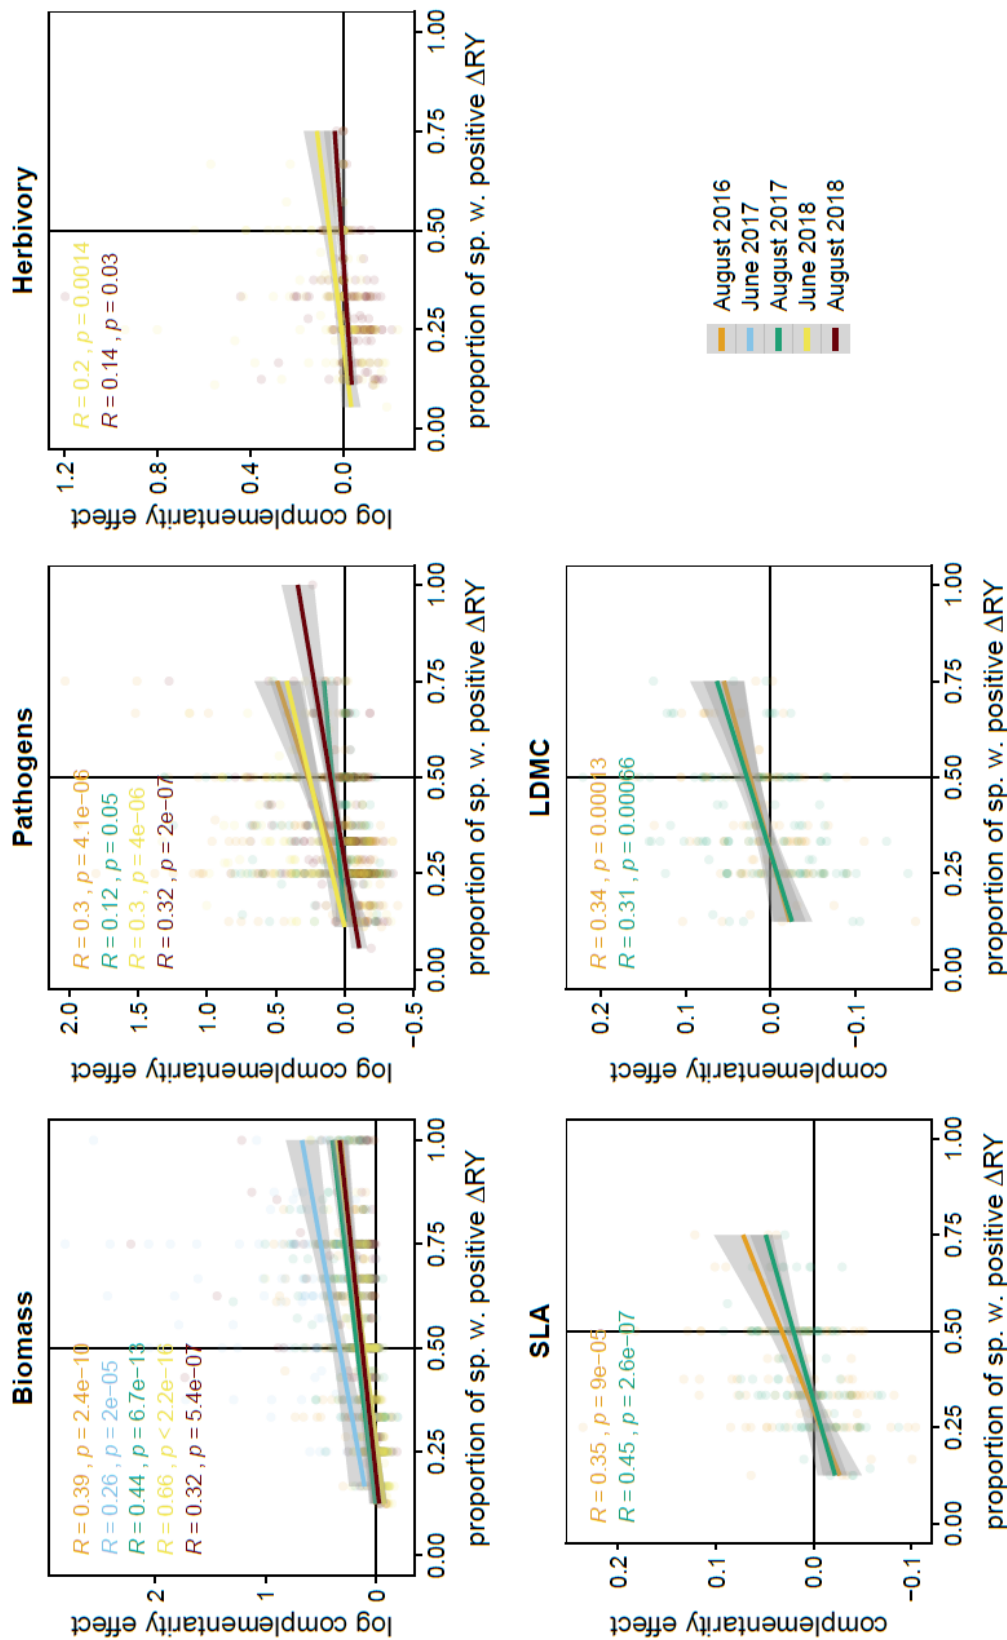 Biomass
R = 0.39 , p = 2.4e−10
R = 0.26 , p = 2e−05
R = 0.44 , p = 6.7e−13
R = 0.66 , p < 2.2e−16
R = 0.32 , p = 5.4e−07
log complementarity effect
2
1
0
0.00 0.25 0.50 0.75 1.00
proportion of sp. w. positive ΔRY
Pathogens
R = 0.3 , p = 4.1e−06
R = 0.12 , p = 0.05
R = 0.3 , p = 4e−06
R = 0.32 , p = 2e−07
log complementarity effect
2.0
1.5
1.0
0.5
0.0
−0.5
0.00 0.25 0.50 0.75 1.00
proportion of sp. w. positive ΔRY
Herbivory
R = 0.2 , p = 0.0014
R = 0.14 , p = 0.03
log complementarity effect
1.2
0.8
0.4
0.0
0.00 0.25 0.50 0.75 1.00
proportion of sp. w. positive ΔRY
SLA
R = 0.35 , p = 9e−05
R = 0.45 , p = 2.6e−07
complementarity effect
0.2
0.1
0.0
−0.1
0.00 0.25 0.50 0.75 1.00
proportion of sp. w. positive ΔRY
LDMC
R = 0.34 , p = 0.00013
R = 0.31 , p = 0.00066
complementarity effect
0.2
0.1
0.0
−0.1
0.00 0.25 0.50 0.75 1.00
proportion of sp. w. positive ΔRY
August 2016
June 2017
August 2017
June 2018
August 2018